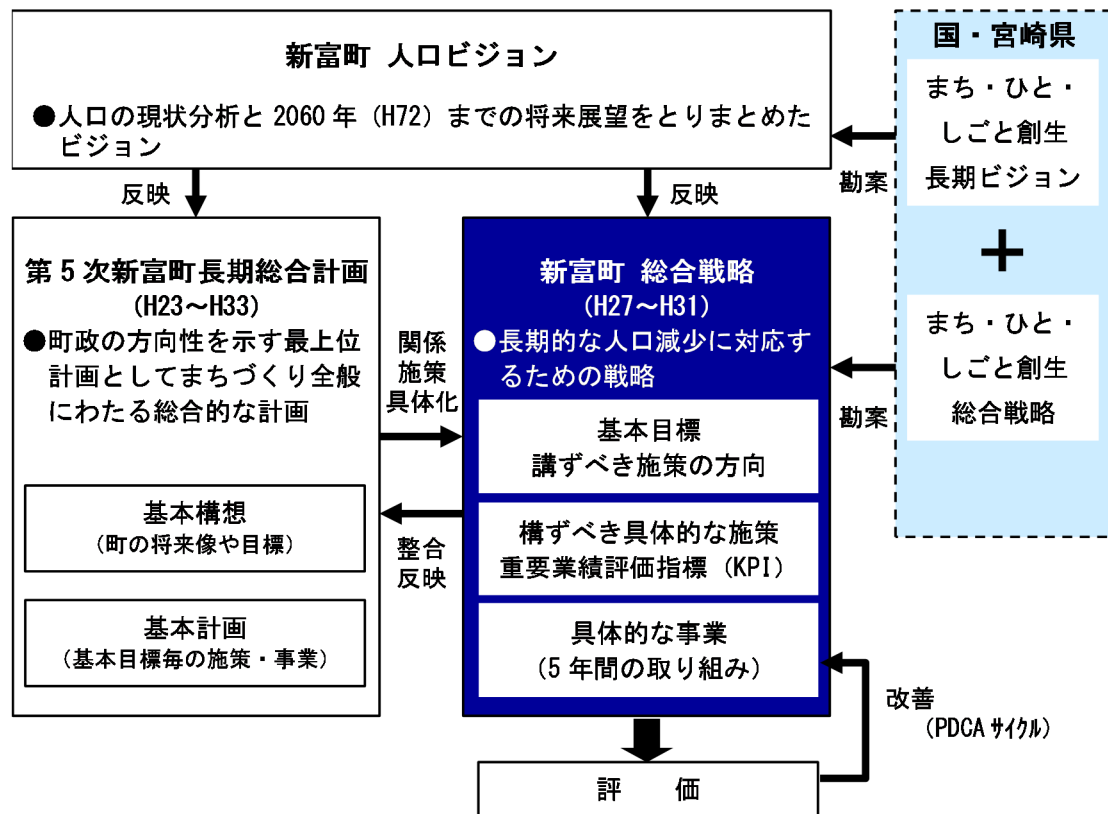 新富町 人口ビジョン
●人口の現状分析と 2060 年（H72）までの将来展望をとりまとめた
ビジョン
国・宮崎県
まち・ひと・
しごと創生
長期ビジョン
＋
まち・ひと・
しごと創生
総合戦略
勘案
勘案
反映
反映
第 5 次新富町長期総合計画
(H23～H33)
●町政の方向性を示す最上位
計画としてまちづくり全般
にわたる総合的な計画
基本構想
(町の将来像や目標)
基本計画
(基本目標毎の施策・事業)
関係
施策
具体化
整合
反映
新富町 総合戦略
(H27～H31)
●長期的な人口減少に対応す
るための戦略
基本目標
講ずべき施策の方向
構ずべき具体的な施策
重要業績評価指標（KPI）
具体的な事業
(5 年間の取り組み)
改善
(PDCA ｻｲｸﾙ)
評　価